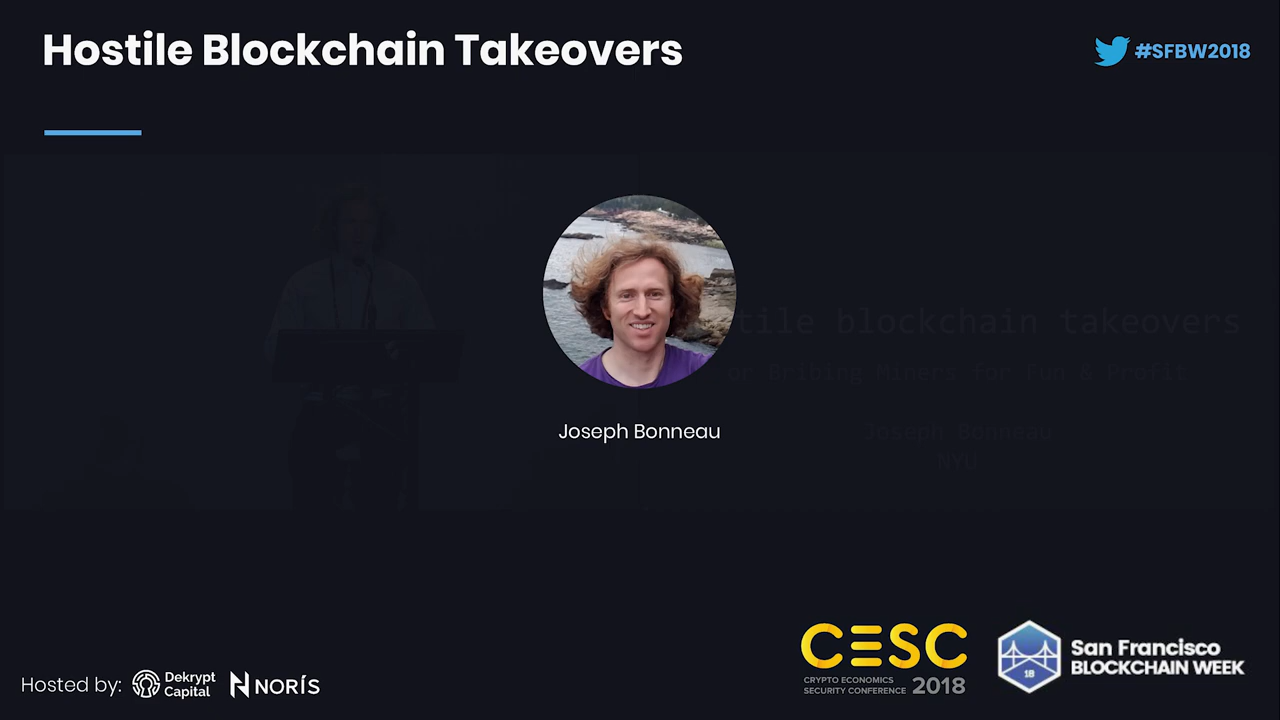 Hostile Blockchain Takeovers
#SFBW2018
tile blockchain takeovers
or Bribing Miners for Fun & Profit
Joseph Bonneau
NYU
Joseph Bonneau
Hosted by:
Dekrypt
Capital
NORÍS
CESC
CRYPTO ECONOMICS
SECURITY CONFERENCE 2018
18
San Francisco
BLOCKCHAIN WEEK